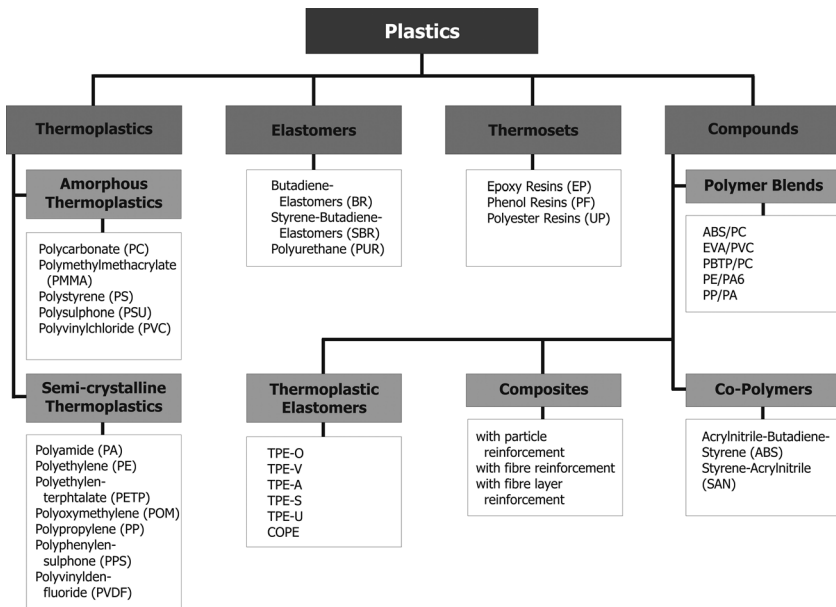 Plastics
Thermoplastics
Elastomers
Thermosets
Compounds
Amorphous
Thermoplastics
Polycarbonate (PC)
Polymethylmethacrylate
(PMMA)
Polystyrene (PS)
Polysulphone (PSU)
Polyvinylchloride (PVC)
Semi-crystalline
Thermoplastics
Polyamide (PA)
Polyethylene (PE)
Polyethylen-
terphtalate (PETP)
Polyoxymethylene (POM)
Polypropylene (PP)
Polyphenylen-
sulphone (PPS)
Polyvinylden-
fluoride (PVDF)
Butadiene-
Elastomers (BR)
Styrene-Butadiene-
Elastomers (SBR)
Polyurethane (PUR)
Epoxy Resins (EP)
Phenol Resins (PF)
Polyester Resins (UP)
Polymer Blends
ABS/PC
EVA/PVC
PBTP/PC
PE/PA6
PP/PA
Thermoplastic
Elastomers
TPE-O
TPE-V
TPE-A
TPE-S
TPE-U
COPE
Composites
with particle
reinforcement
with fibre reinforcement
with fibre layer
reinforcement
Co-Polymers
Acrylnitrile-Butadiene-
Styrene (ABS)
Styrene-Acrylnitrile
(SAN)